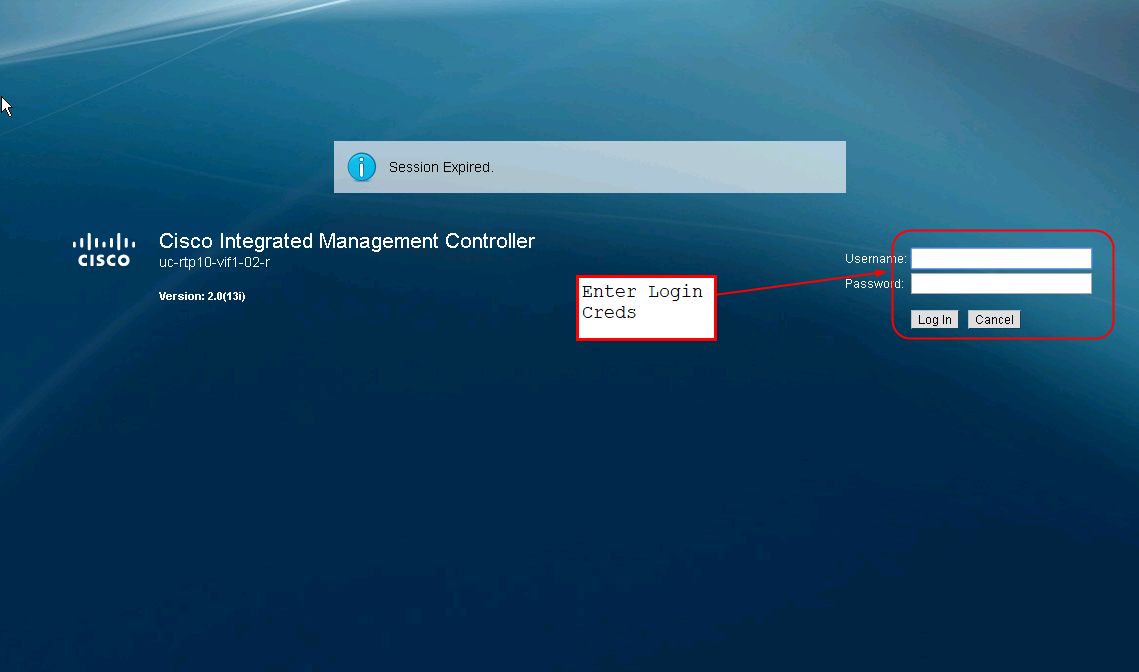 Session Expired.
CISCO
Cisco Integrated Management Controller
uc-rtp10-vif1-02-r
Version: 2.0(13i)
Enter Login
Creds
Username:
Password:
Log In Cancel